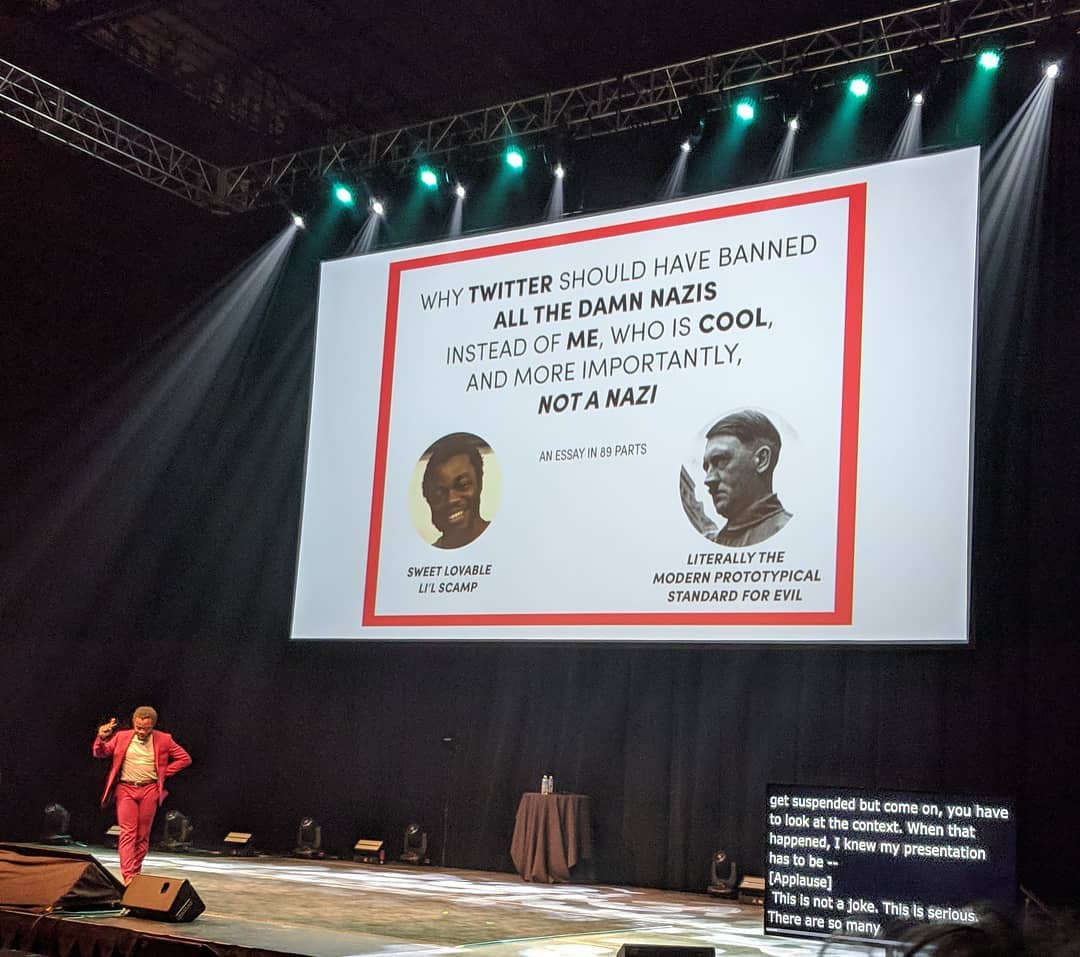 WHY TWITTER SHOULD HAVE BANNED
ALL THE DAMN NAZIS
INSTEAD OF ME, WHO IS COOL,
AND MORE IMPORTANTLY,
NOT A NAZI
AN ESSAY IN 89 PARTS
SWEET LOVABLE
LI'L SCAMP
LITERALLY THE
MODERN PROTOTYPICAL
STANDARD FOR EVIL
get suspended but come on, you have
to look at the context. When that
happened, I knew my presentation
has to be --
[Applause]
This is not a joke. This is serious.
There are so many